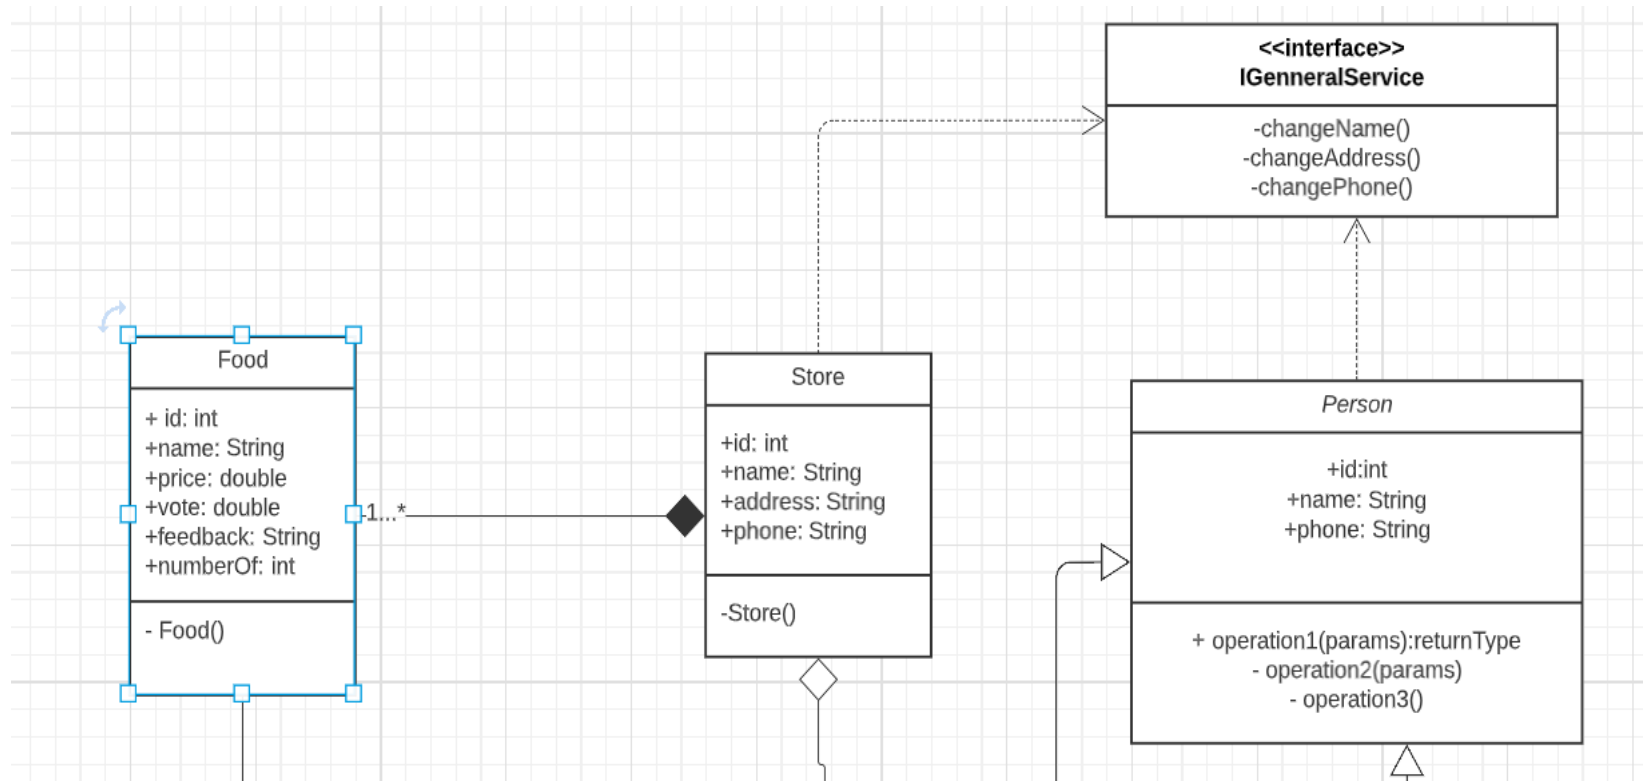 <<interface>>
IGenneralService
-changeName()
-changeAddress()
-changePhone()
Food
+ id: int
+name: String
+price: double
+vote: double
+feedback: String
+numberOf: int
- Food()
1...*
Store
+id: int
+name: String
+address: String
+phone: String
-Store()
Person
+id:int
+name: String
+phone: String
+ operation1(params):returnType
- operation2(params)
- operation3()